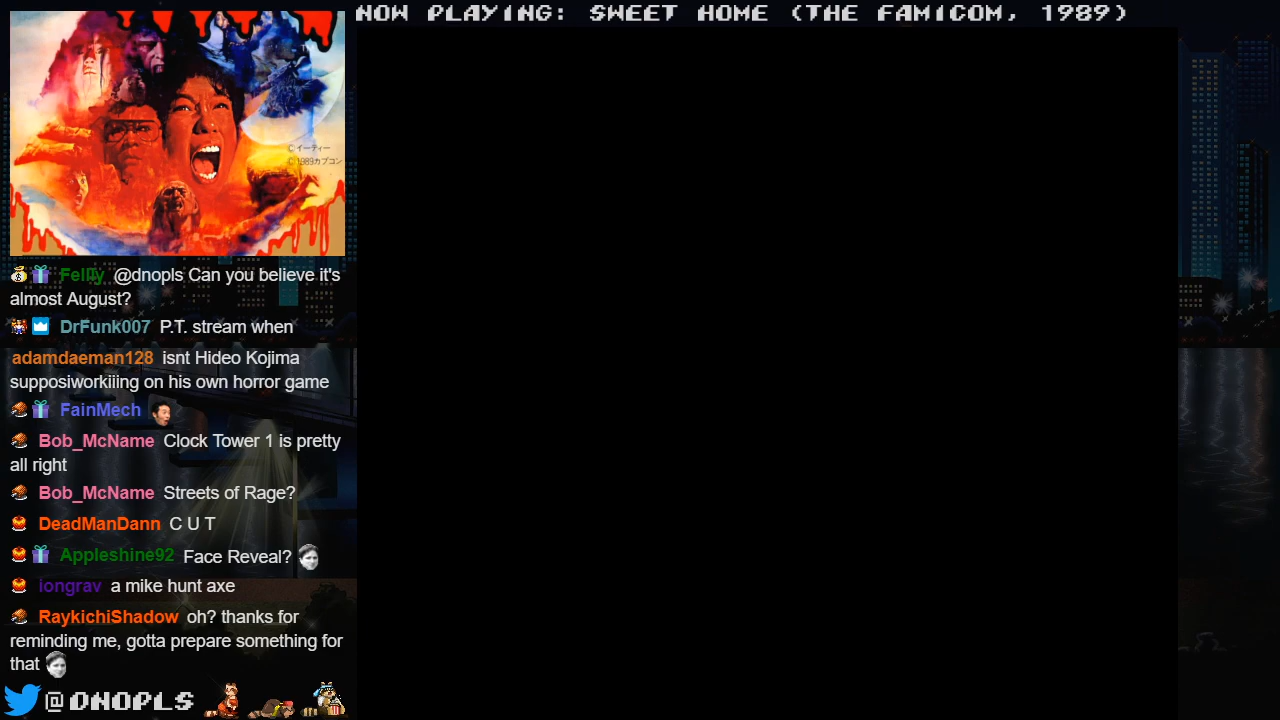 NOW PLAYING: SWEET HOME (THE FAMICOM, 1989)
©イーティー
©1989カプコン
Felfly @dnopls Can you believe it's
almost August?
DrFunk007 P.T. stream when
adamdaeman128 isnt Hideo Kojima
supposiworkiiing on his own horror game
FainMech
Bob_McName Clock Tower 1 is pretty
all right
Bob_McName Streets of Rage?
DeadManDann C U T
Appleshine92 Face Reveal?
iongrav a mike hunt axe
RaykichiShadow oh? thanks for
reminding me, gotta prepare something for
that
@DNOPLS